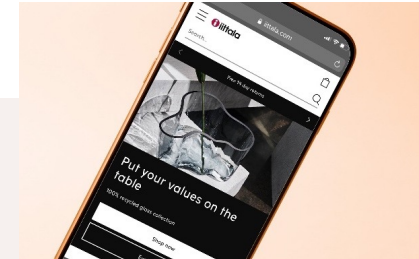 iittala.com
iittala
Search...
Free 14 day returns
Put your values on the
table
100% recycled glass collection
Shop now